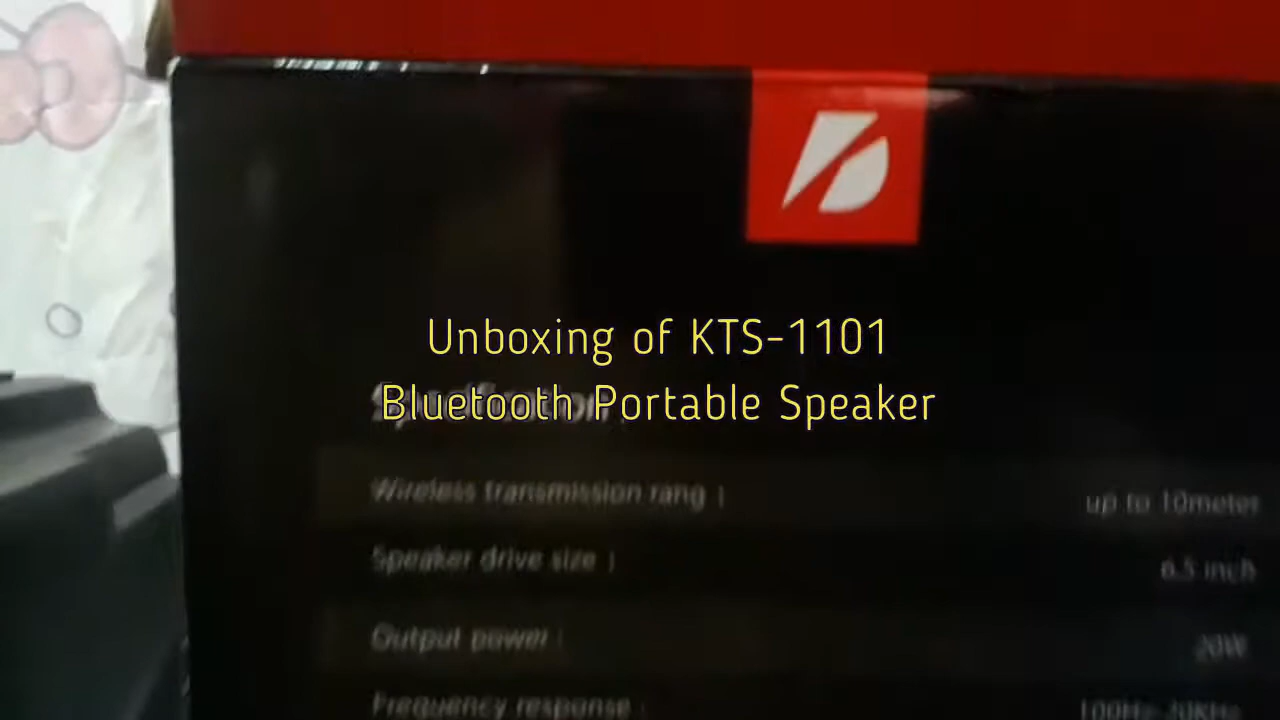 Unboxing of KTS-1101
Bluetooth Portable Speaker
Specification :
Wireless transmission rang : up to 10meter
Speaker drive size : 6.5 inch
Output power : 20W
Frequency response :